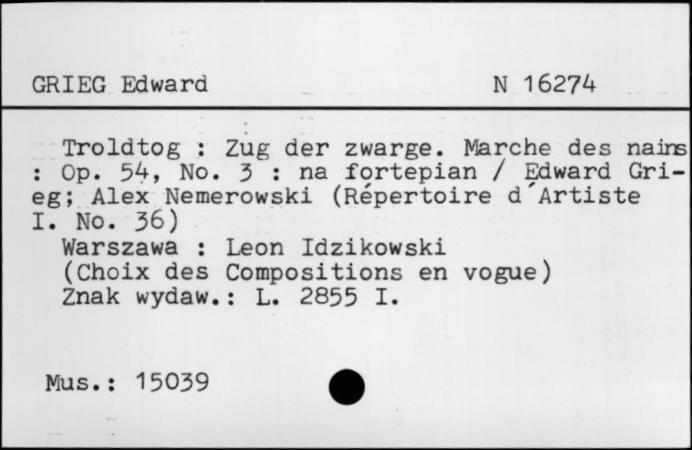 GRIEG Edward N 16274
Troldtog : Zug der zwarge. Marche des nains
: Op. 54, No. 3 : na fortepian / Edward Gri-
eg; Alex Nemerowski (Répertoire d´Artiste
I. No. 36)
Warszawa : Leon Idzikowski
(Choix des Compositions en vogue)
Znak wydaw.: L. 2855 I.
Mus.: 15039